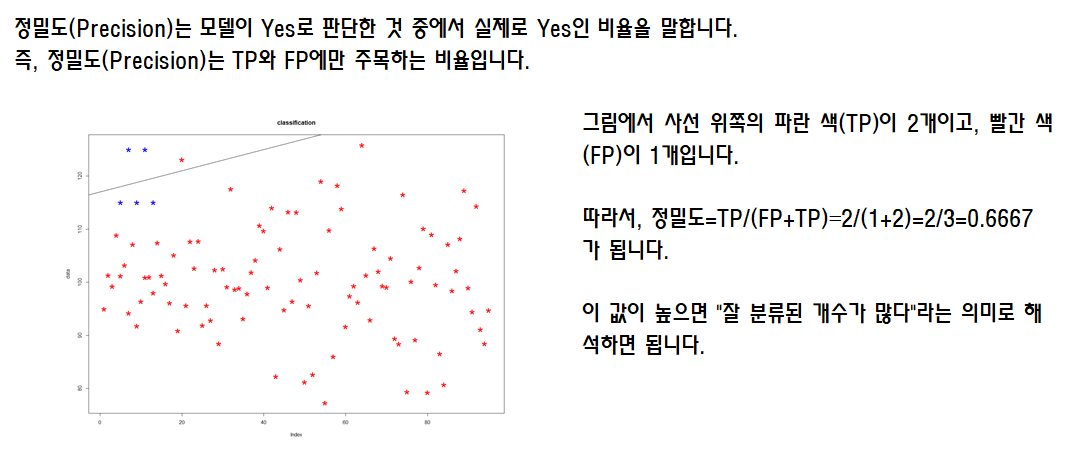 정밀도(Precision)는 모델이 Yes로 판단한 것 중에서 실제로 Yes인 비율을 말합니다.
즉, 정밀도(Precision)는 TP와 FP에만 주목하는 비율입니다.
classification
data
120
110
100
90
80
0
20
40
60
80
Index
그림에서 사선 위쪽의 파란 색(TP)이 2개이고, 빨간 색
(FP)이 1개입니다.
따라서, 정밀도=TP/(FP+TP)=2/(1+2)=2/3=0.6667
가 됩니다.
이 값이 높으면 "잘 분류된 개수가 많다"라는 의미로 해
석하면 됩니다.